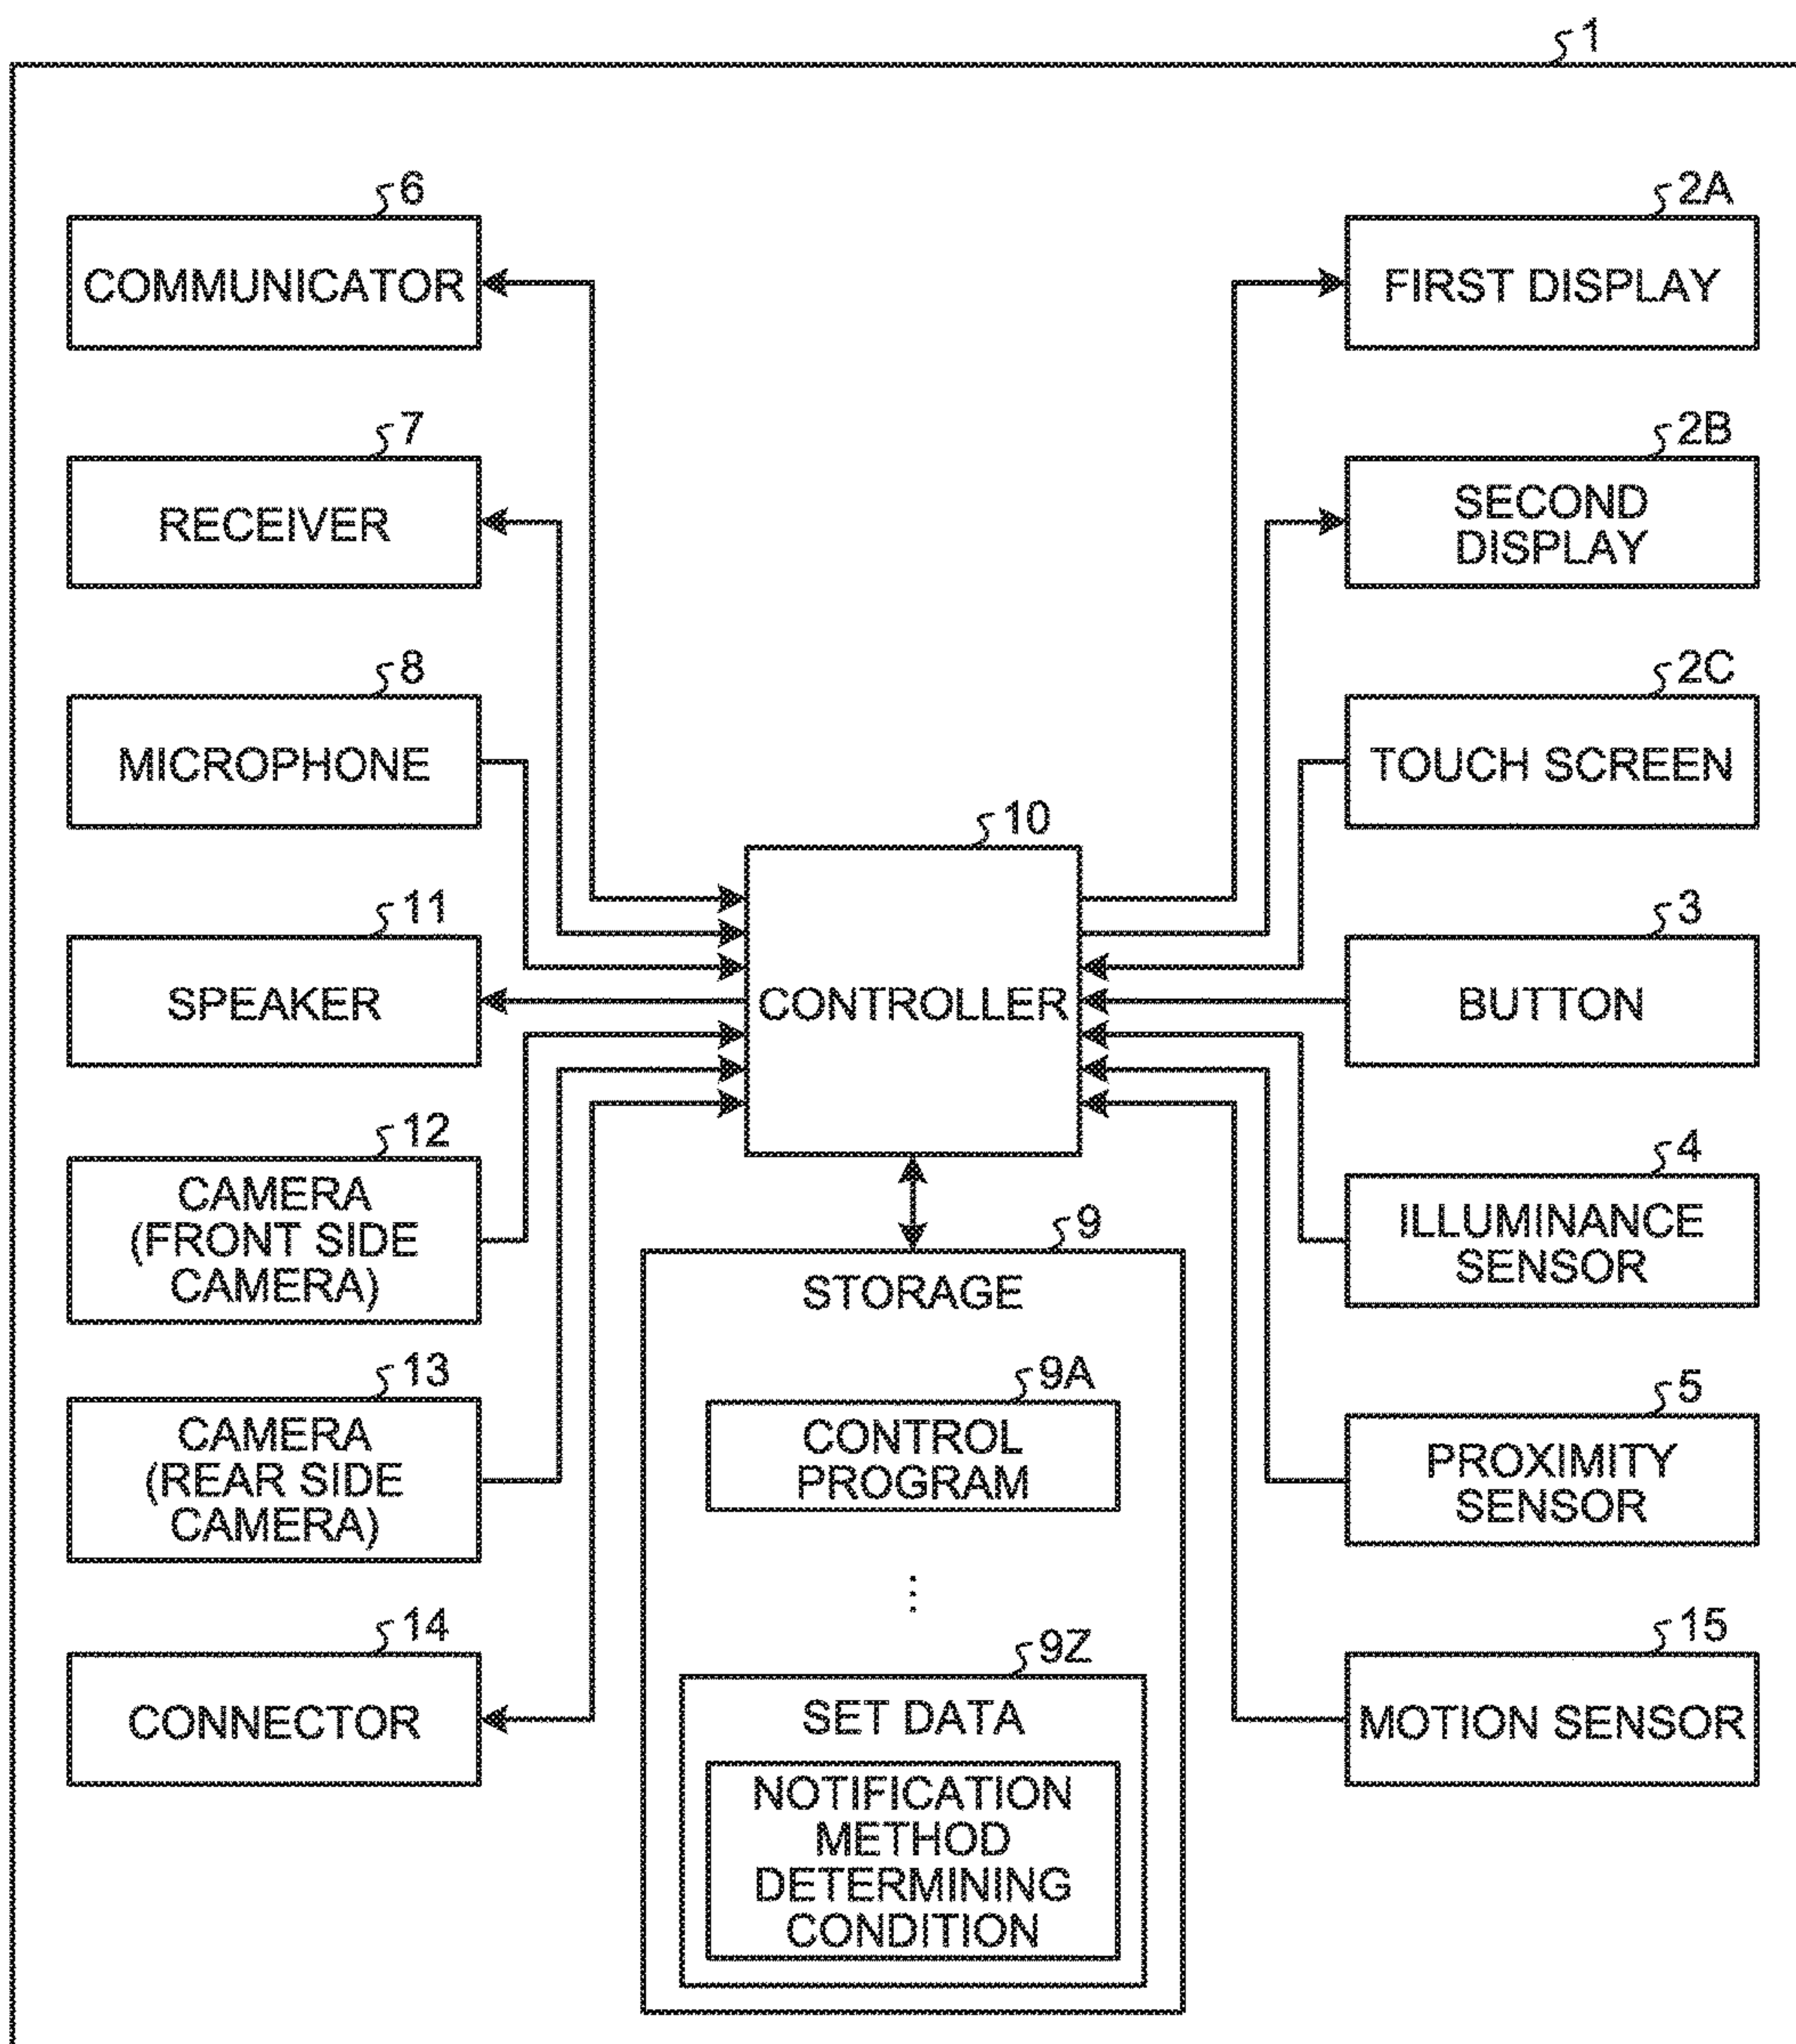 1
6
COMMUNICATOR
7
RECEIVER
8
MICROPHONE
11
SPEAKER
12
CAMERA
(FRONT SIDE
CAMERA)
13
CAMERA
(REAR SIDE
CAMERA)
14
CONNECTOR
10
CONTROLLER
9
STORAGE
9A
CONTROL
PROGRAM
⋮
9Z
SET DATA
NOTIFICATION
METHOD
DETERMINING
CONDITION
2A
FIRST DISPLAY
2B
SECOND
DISPLAY
2C
TOUCH SCREEN
3
BUTTON
4
ILLUMINANCE
SENSOR
5
PROXIMITY
SENSOR
15
MOTION SENSOR